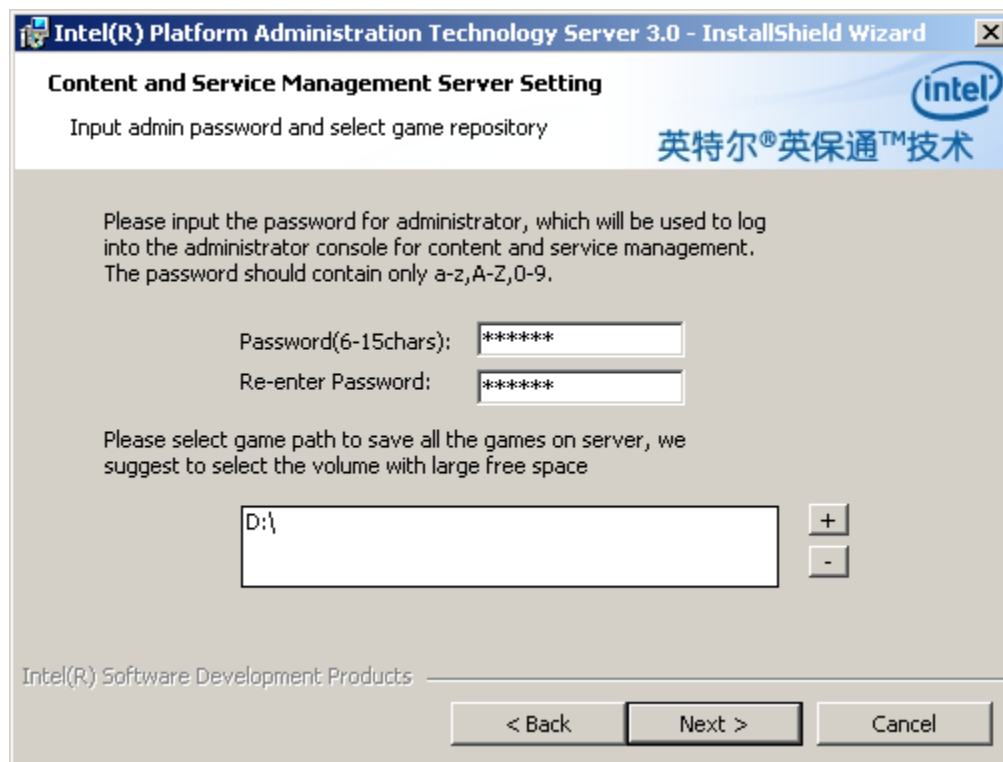 Intel(R) Platform Administration Technology Server 3.0 - InstallShield Wizard
Content and Service Management Server Setting
Input admin password and select game repository
intel
英特尔®英保通™技术
Please input the password for administrator, which will be used to log
into the administrator console for content and service management.
The password should contain only a-z,A-Z,0-9.
Password(6-15chars):
******
Re-enter Password:
******
Please select game path to save all the games on server, we
suggest to select the volume with large free space
D:\
+
-
Intel(R) Software Development Products
< Back
Next >
Cancel